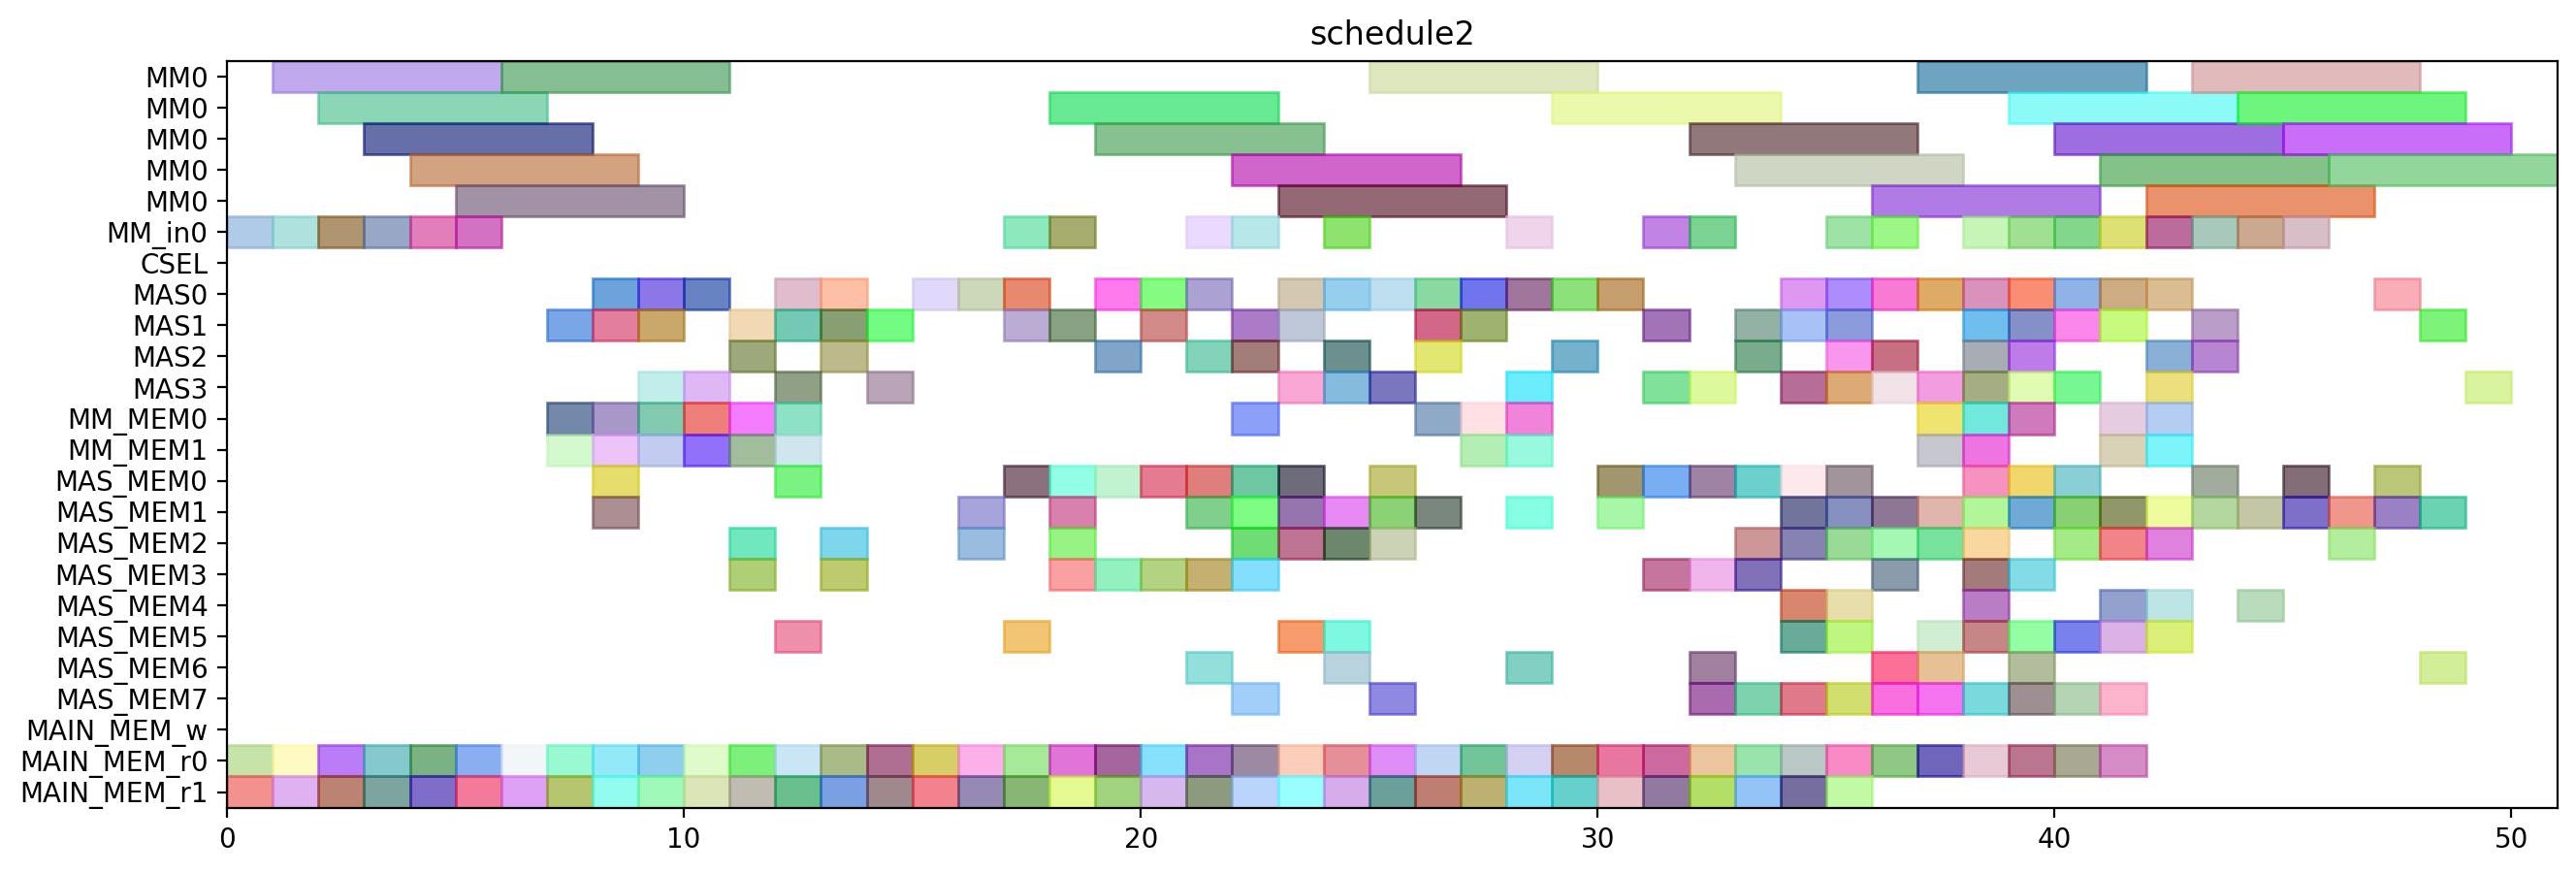 schedule2
MM0
MM0
MM0
MM0
MM0
MM_in0
CSEL
MAS0
MAS1
MAS2
MAS3
MM_MEM0
MM_MEM1
MAS_MEM0
MAS_MEM1
MAS_MEM2
MAS_MEM3
MAS_MEM4
MAS_MEM5
MAS_MEM6
MAS_MEM7
MAIN_MEM_w
MAIN_MEM_r0
MAIN_MEM_r1
0 10 20 30 40 50